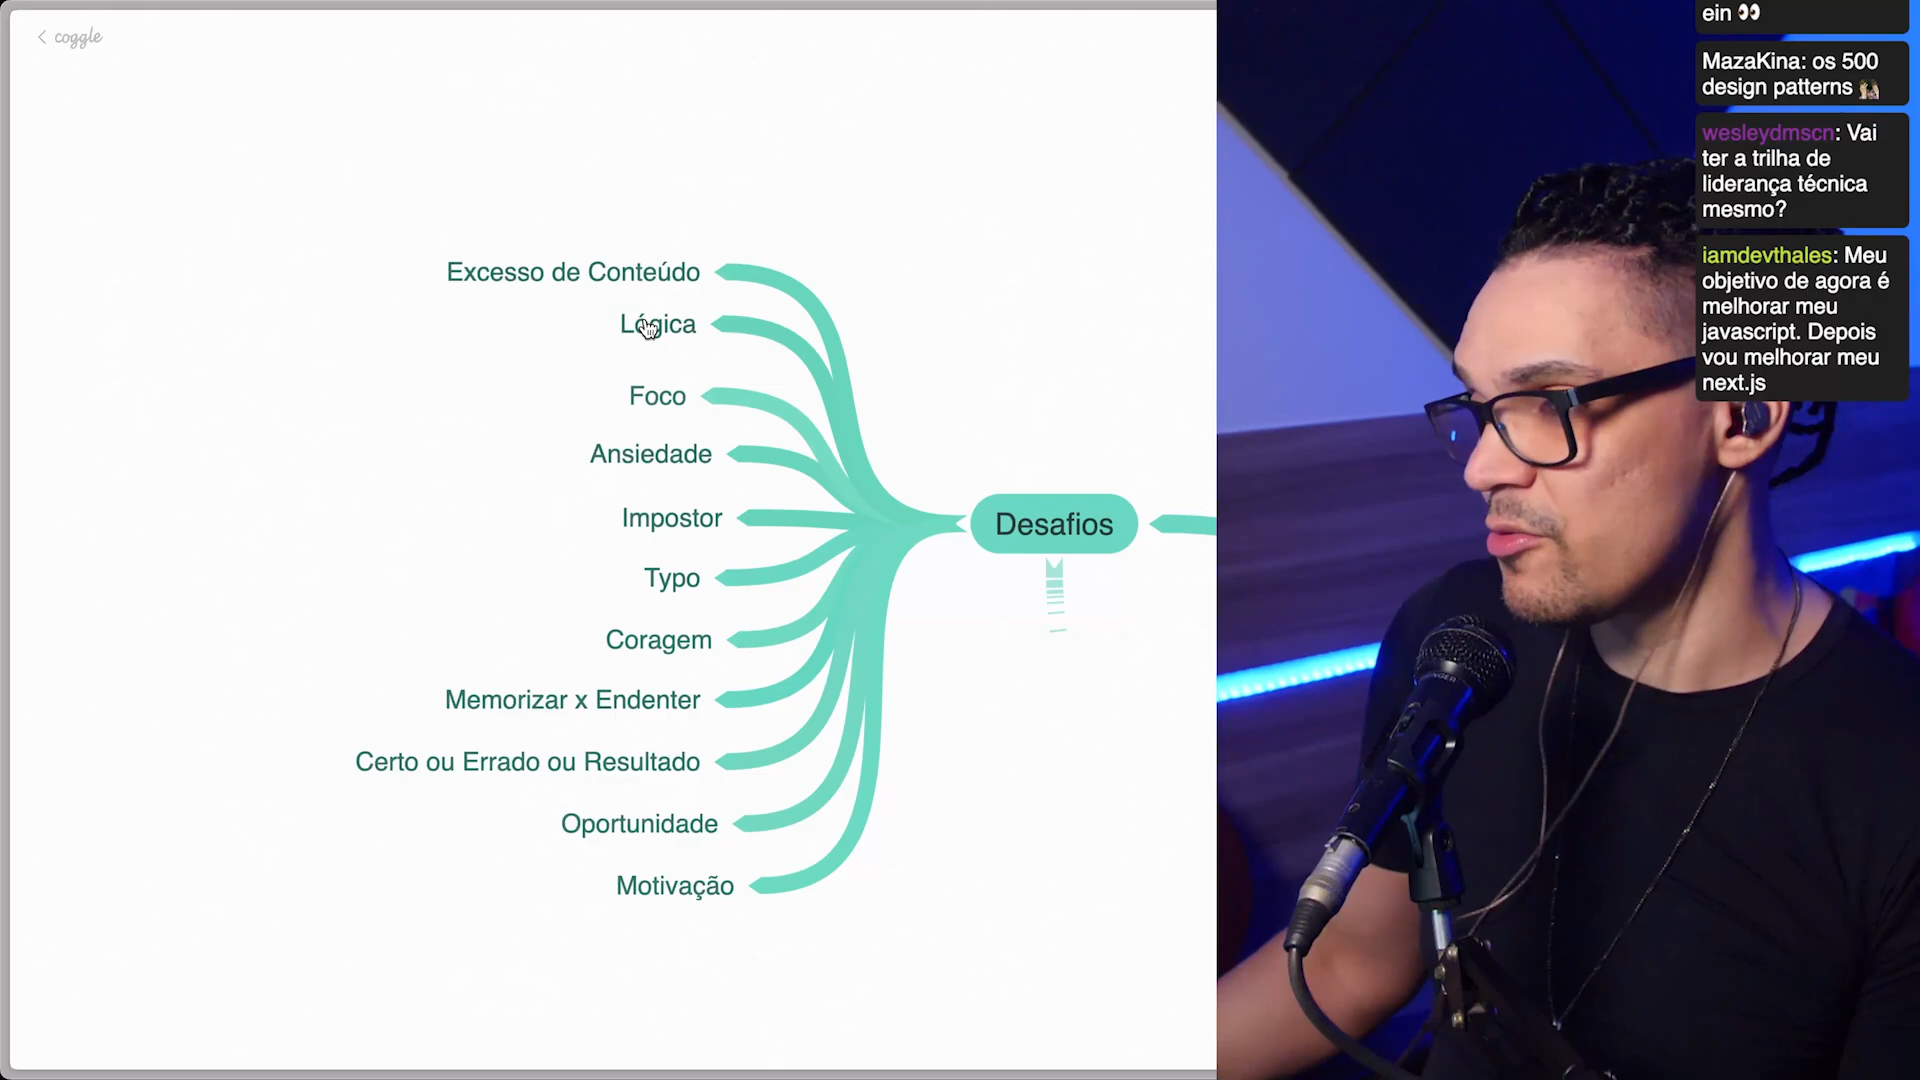 coggle
Excesso de Conteúdo
Lógica
Foco
Ansiedade
Impostor
Typo
Coragem
Memorizar x Endenter
Certo ou Errado ou Resultado
Oportunidade
Motivação
Desafios
ein 👀
MazaKina: os 500
design patterns
wesleydmscn: Vai
ter a trilha de
liderança técnica
mesmo?
iamdevthales: Meu
objetivo de agora é
melhorar meu
javascript. Depois
vou melhorar meu
next.js